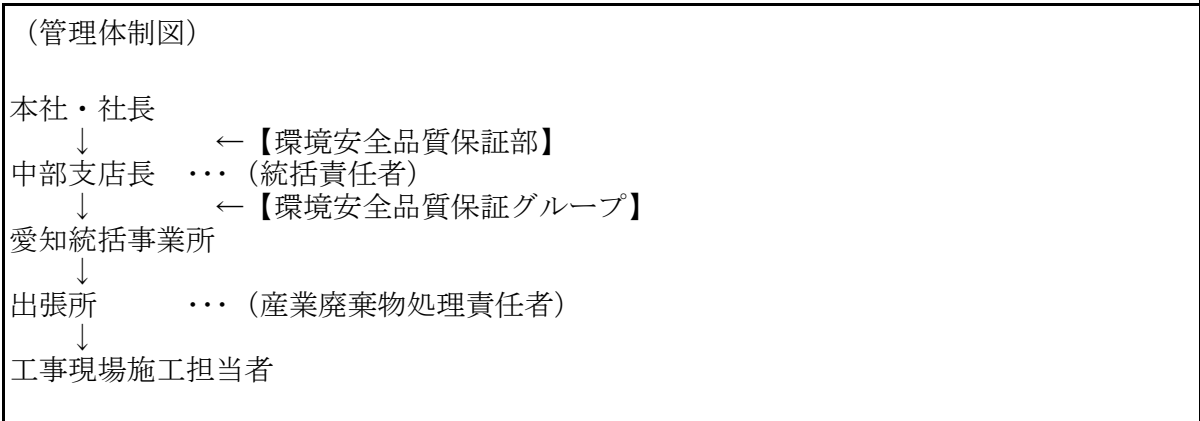 （管理体制図）
本社・社長
↓　　　　←【環境安全品質保証部】
中部支店長　･･･（統括責任者）
↓　　　　←【環境安全品質保証グループ】
愛知統括事業所
↓
出張所　　　･･･（産業廃棄物処理責任者）
↓
工事現場施工担当者